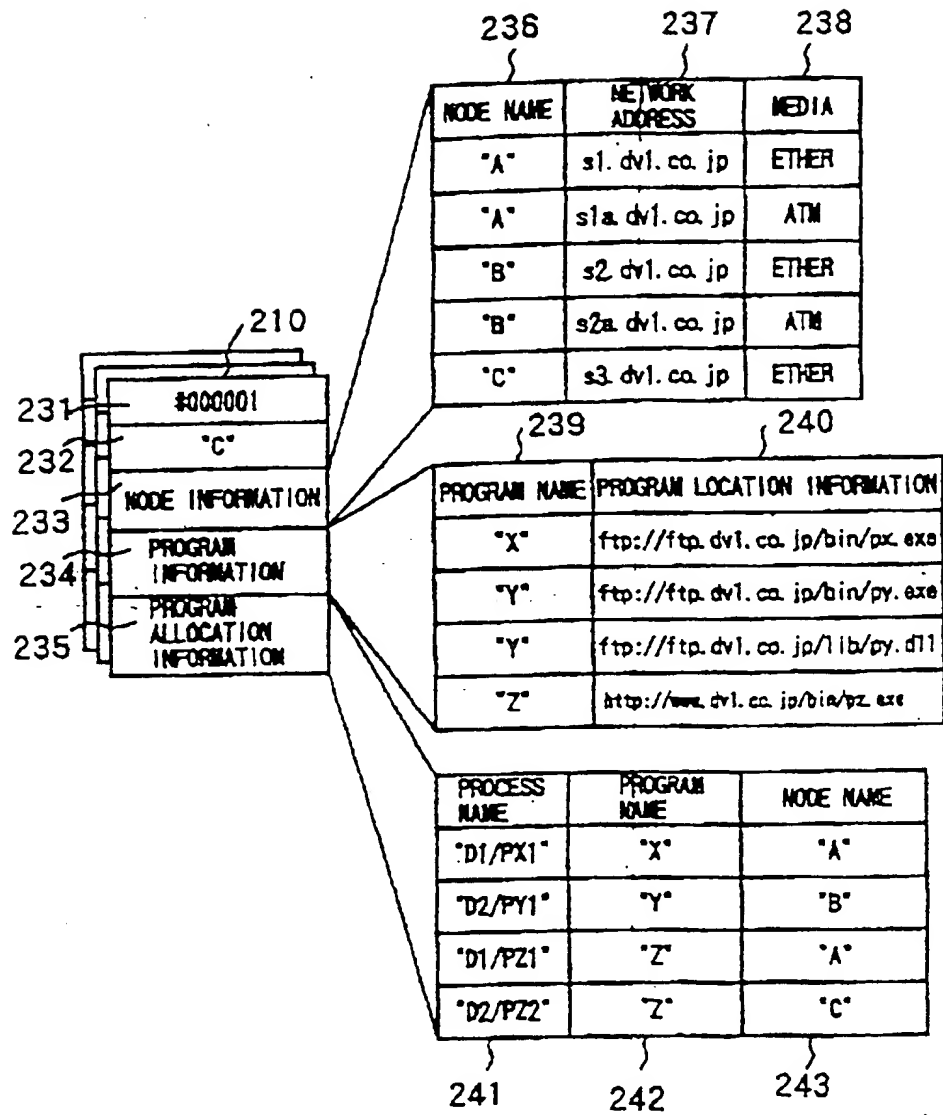 236 237 238
NODE NAME NETWORK ADDRESS MEDIA
"A" s1.dv1.co.jp ETHER
"A" s1a.dv1.co.jp ATM
"B" s2.dv1.co.jp ETHER
"B" s2a.dv1.co.jp ATM
"C" s3.dv1.co.jp ETHER
210
231 #000001
232 "C"
233 NODE INFORMATION
234 PROGRAM
INFORMATION
235 PROGRAM
ALLOCATION
INFORMATION
239 240
PROGRAM NAME PROGRAM LOCATION INFORMATION
"X" ftp://ftp.dv1.co.jp/bin/px.exe
"Y" ftp://ftp.dv1.co.jp/bin/py.exe
"Y" ftp://ftp.dv1.co.jp/lib/py.dll
"Z" http://www.dv1.co.jp/bin/pz.exe
PROCESS NAME PROGRAM NAME NODE NAME
"D1/PX1" "X" "A"
"D2/PY1" "Y" "B"
"D1/PZ1" "Z" "A"
"D2/PZ2" "Z" "C"
241 242 243